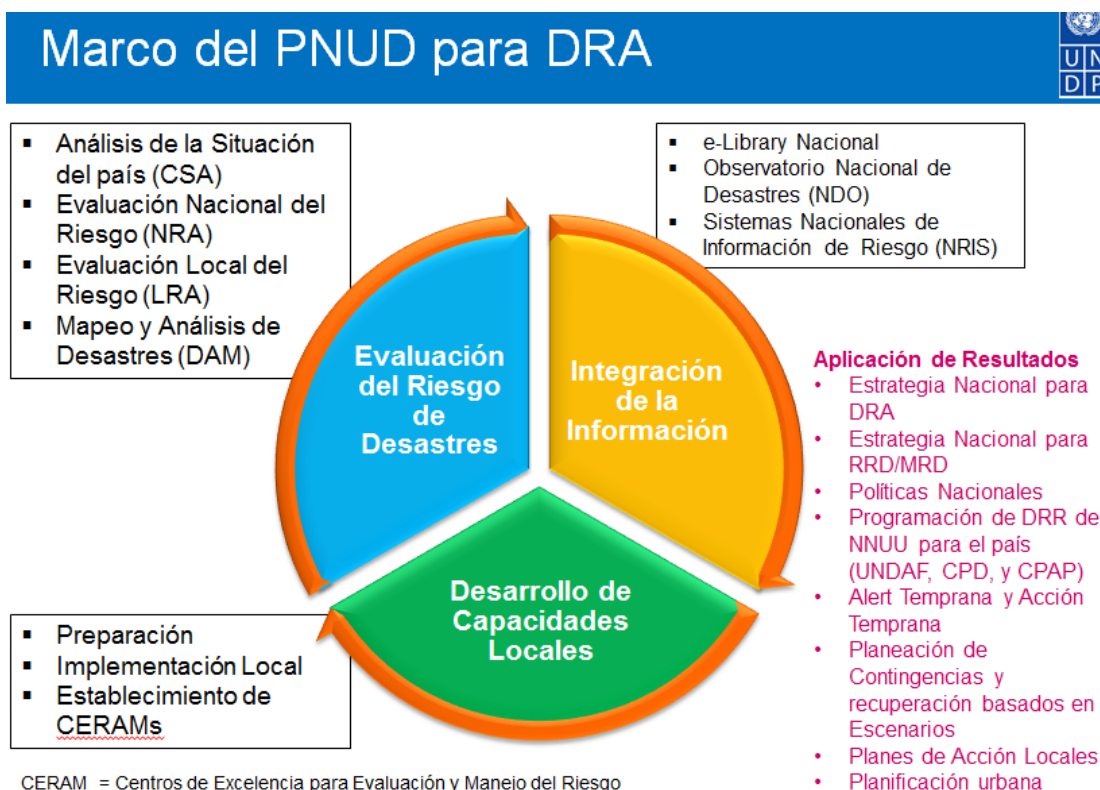 Marco del PNUD para DRA
U N
D P
▪ Análisis de la Situación
del país (CSA)
▪ Evaluación Nacional del
Riesgo (NRA)
▪ Evaluación Local del
Riesgo (LRA)
▪ Mapeo y Análisis de
Desastres (DAM)
▪ e-Library Nacional
▪ Observatorio Nacional de
Desastres (NDO)
▪ Sistemas Nacionales de
Información de Riesgo (NRIS)
Evaluación
del Riesgo
de
Desastres
Integración
de la
Información
Desarrollo de
Capacidades
Locales
Aplicación de Resultados
• Estrategia Nacional para
DRA
• Estrategia Nacional para
RRD/MRD
• Políticas Nacionales
• Programación de DRR de
NNUU para el país
(UNDAF, CPD, y CPAP)
• Alert Temprana y Acción
Temprana
• Planeación de
Contingencias y
recuperación basados en
Escenarios
• Planes de Acción Locales
• Planificación urbana
▪ Preparación
▪ Implementación Local
▪ Establecimiento de
CERAMs
CERAM = Centros de Excelencia para Evaluación y Manejo del Riesgo